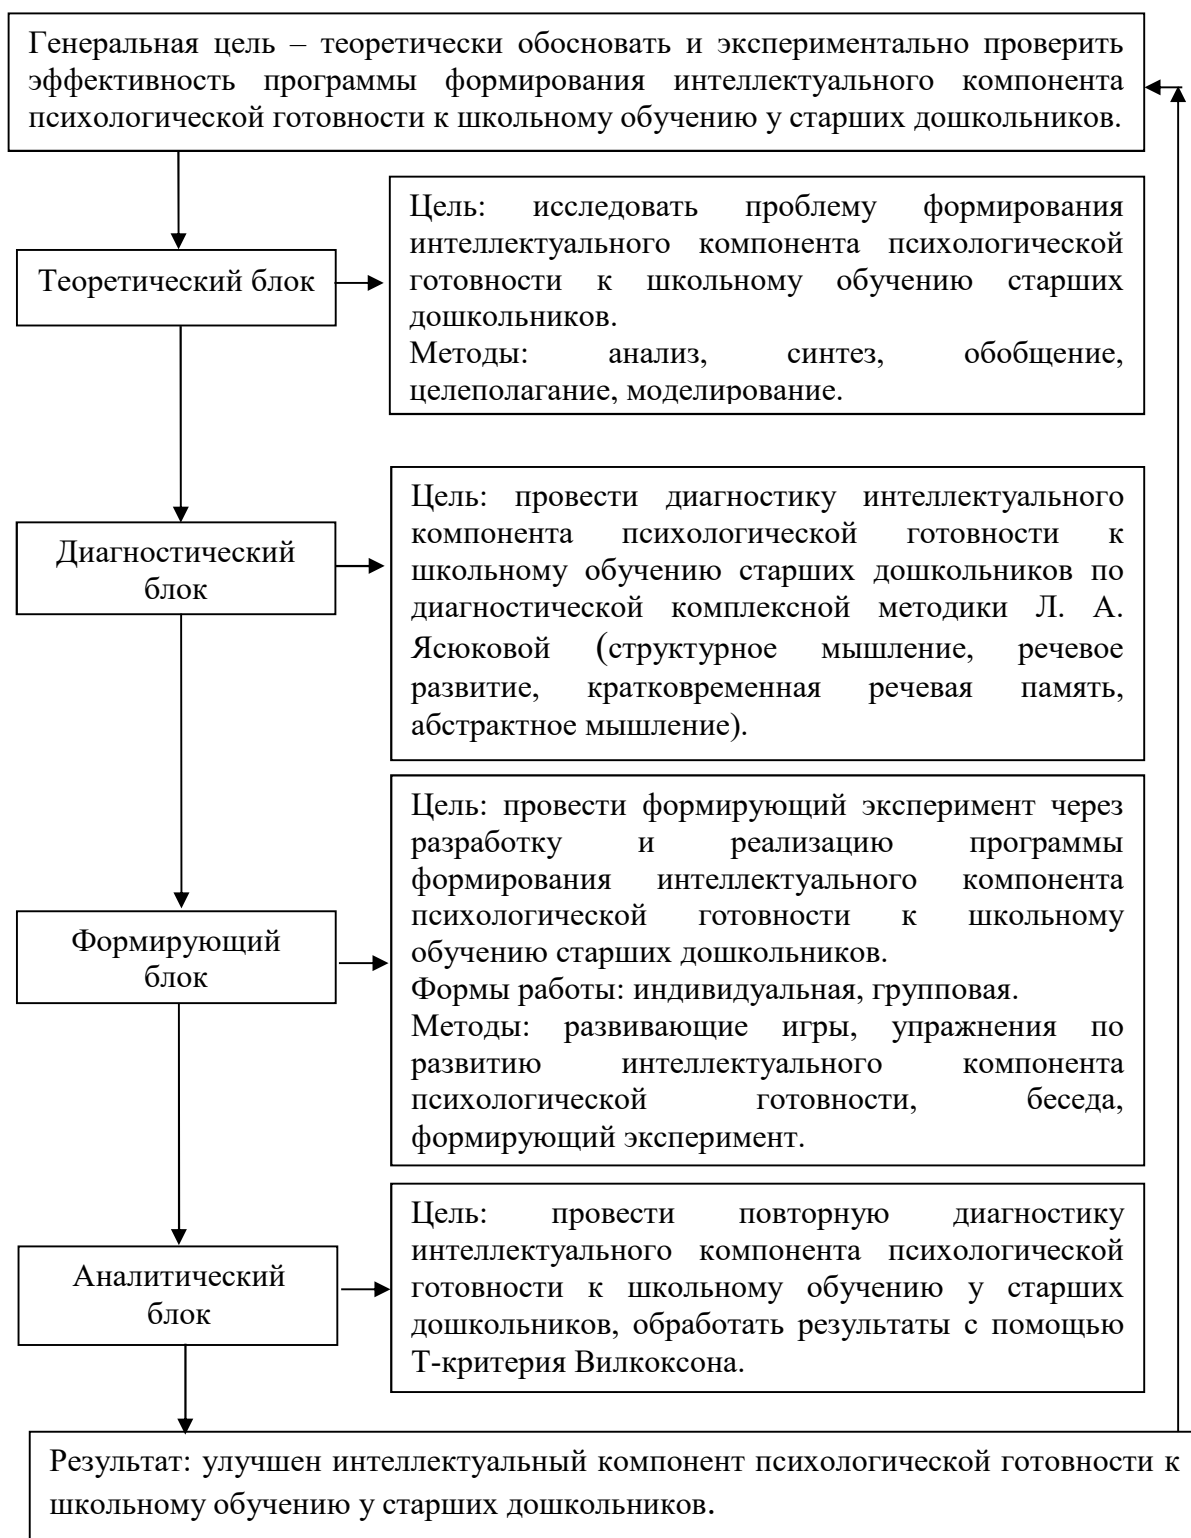 Генеральная цель – теоретически обосновать и экспериментально проверить
эффективность программы формирования интеллектуального компонента
психологической готовности к школьному обучению у старших дошкольников.
Теоретический блок
Цель: исследовать проблему формирования
интеллектуального компонента психологической
готовности к школьному обучению старших
дошкольников.
Методы: анализ, синтез, обобщение,
целеполагание, моделирование.
Диагностический
блок
Цель: провести диагностику интеллектуального
компонента психологической готовности к
школьному обучению старших дошкольников по
диагностической комплексной методики Л. А.
Ясюковой (структурное мышление, речевое
развитие, кратковременная речевая память,
абстрактное мышление).
Формирующий
блок
Цель: провести формирующий эксперимент через
разработку и реализацию программы
формирования интеллектуального компонента
психологической готовности к школьному
обучению старших дошкольников.
Формы работы: индивидуальная, групповая.
Методы: развивающие игры, упражнения по
развитию интеллектуального компонента
психологической готовности, беседа,
формирующий эксперимент.
Аналитический
блок
Цель: провести повторную диагностику
интеллектуального компонента психологической
готовности к школьному обучению у старших
дошкольников, обработать результаты с помощью
Т-критерия Вилкоксона.
Результат: улучшен интеллектуальный компонент психологической готовности к
школьному обучению у старших дошкольников.